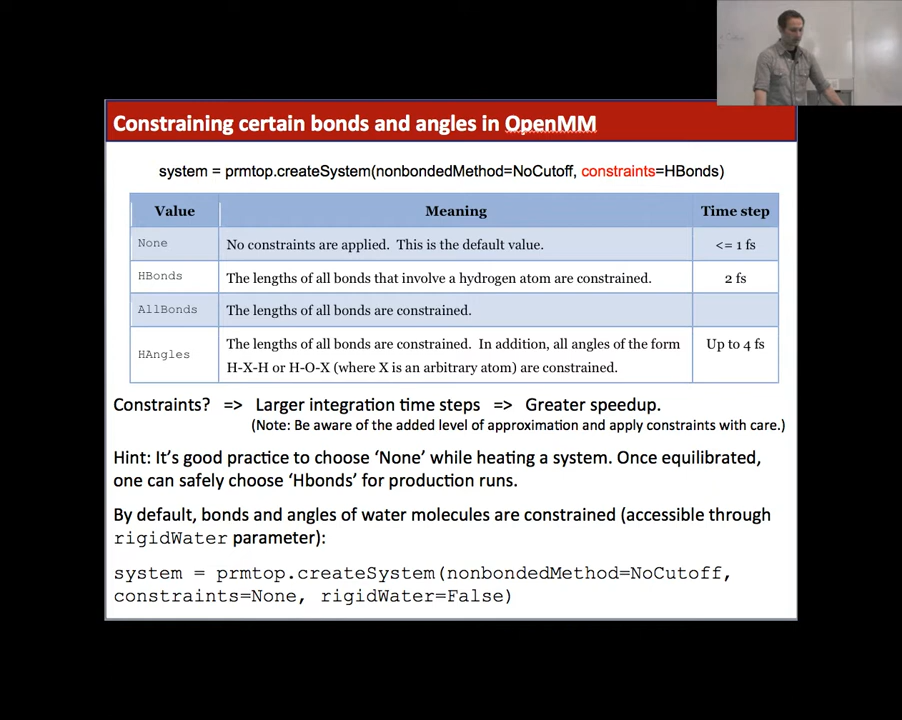 Constraining certain bonds and angles in OpenMM
system = prmtop.createSystem(nonbondedMethod=NoCutoff, constraints=HBonds)
Value Meaning Time step
None No constraints are applied. This is the default value. <= 1 fs
HBonds The lengths of all bonds that involve a hydrogen atom are constrained. 2 fs
AllBonds The lengths of all bonds are constrained.
HAngles The lengths of all bonds are constrained. In addition, all angles of the form Up to 4 fs
H-X-H or H-O-X (where X is an arbitrary atom) are constrained.
Constraints? => Larger integration time steps => Greater speedup.
(Note: Be aware of the added level of approximation and apply constraints with care.)
Hint: It's good practice to choose 'None' while heating a system. Once equilibrated,
one can safely choose 'Hbonds' for production runs.
By default, bonds and angles of water molecules are constrained (accessible through
rigidWater parameter):
system = prmtop.createSystem(nonbondedMethod=NoCutoff,
constraints=None, rigidWater=False)